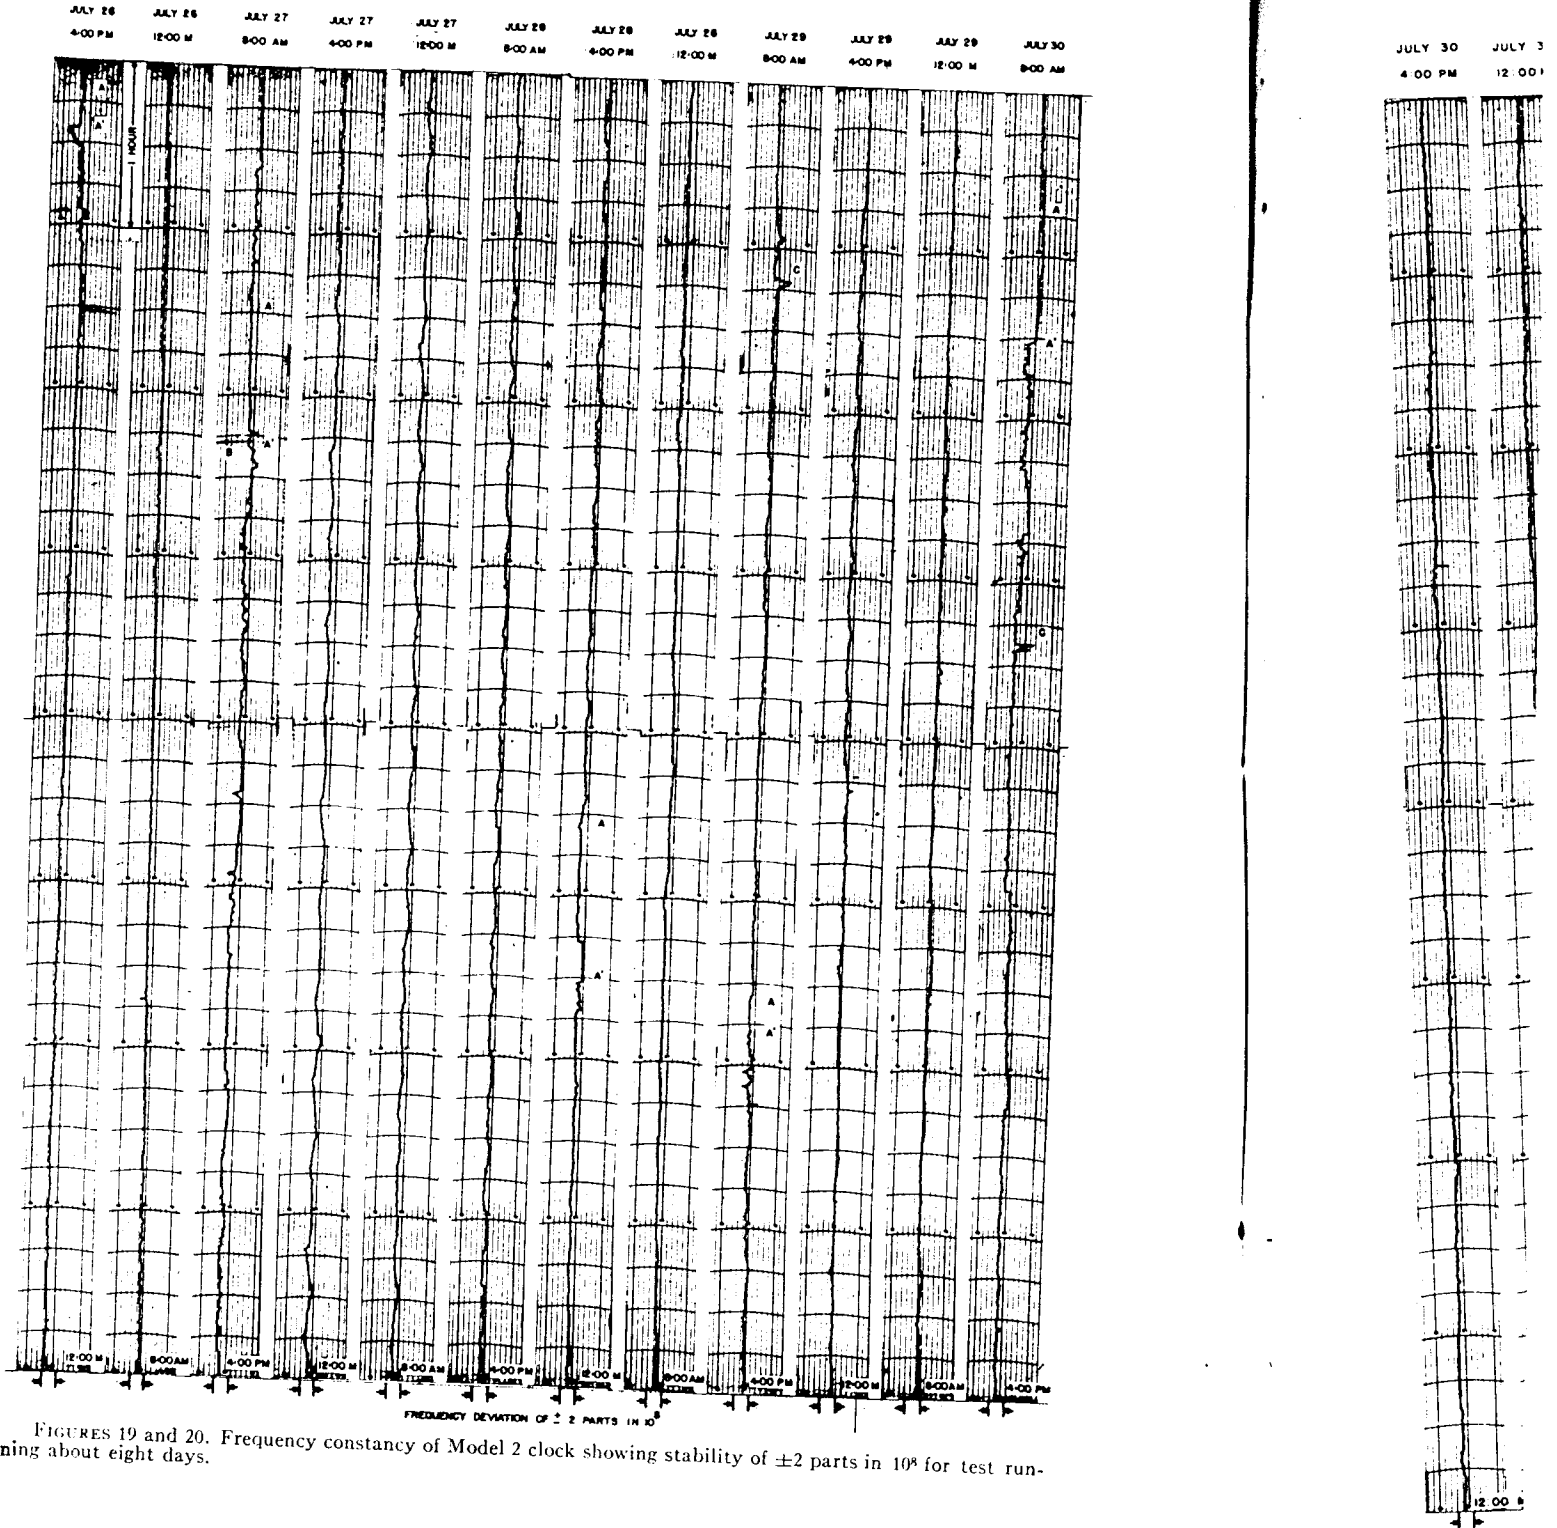 JULY 26 JULY 26 JULY 27 JULY 27 JULY 27 JULY 28 JULY 28 JULY 28 JULY 29 JULY 29 JULY 29 JULY 30
4:00 PM 12:00 M 8:00 AM 4:00 PM 12:00 M 8:00 AM 4:00 PM 12:00 M 8:00 AM 4:00 PM 12:00 M 8:00 AM
JULY 30 JULY 3
4:00 PM 12:00
A
A'
1 HOUR
A
C
A
A'
A'
B
C
A
A'
A
A'
12:00 M 8:00 AM 4:00 PM 12:00 M 8:00 AM 4:00 PM 12:00 M 8:00 AM 4:00 PM 12:00 M 8:00 AM 4:00 PM
12:00 M
FREQUENCY DEVIATION OF ± 2 PARTS IN 10⁸
FIGURES 19 and 20. Frequency constancy of Model 2 clock showing stability of ±2 parts in 10⁸ for test run-
ning about eight days.